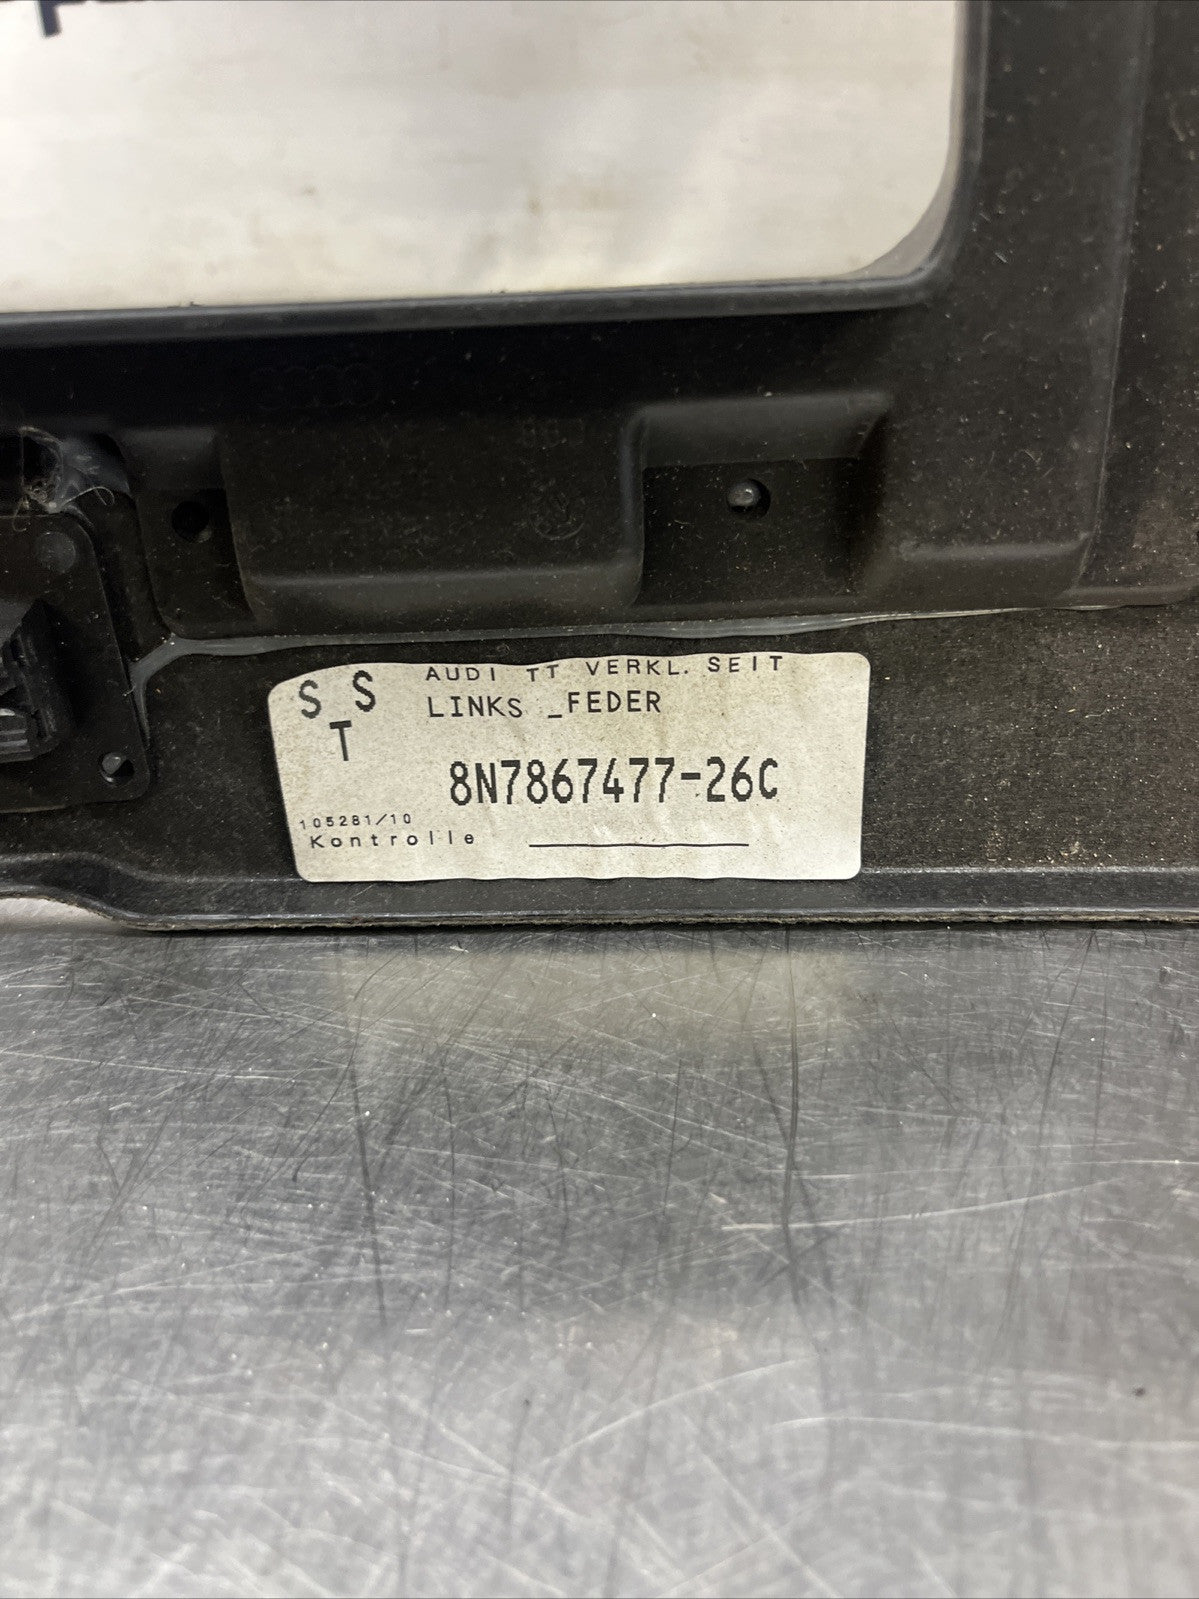 AUDI TT VERKL. SEIT
S S T
LINKS _FEDER
8N7867477-26C
105281/10
Kontrolle